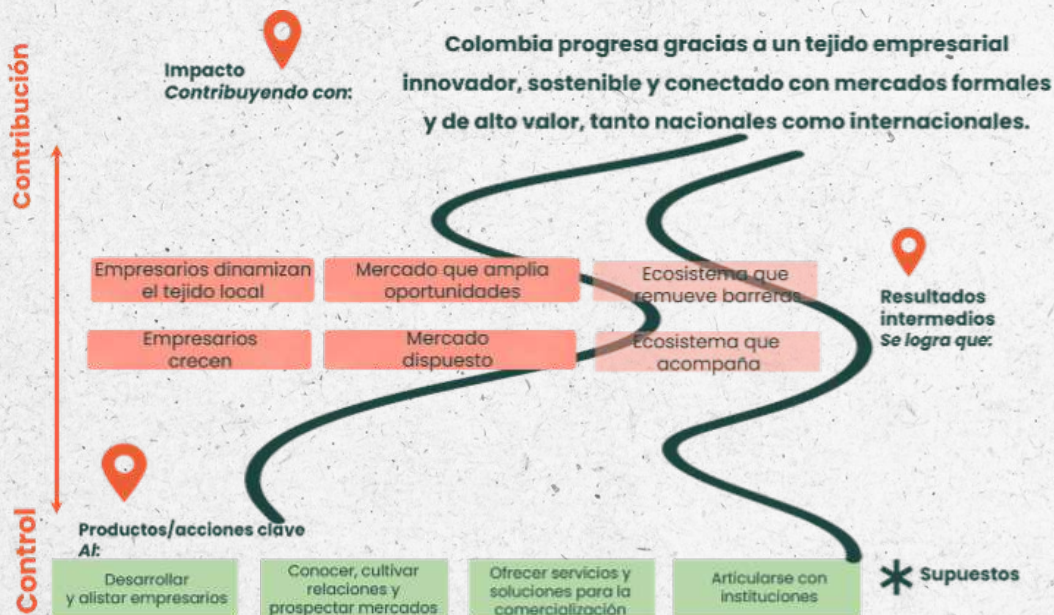 Contribución
Impacto
Contribuyendo con:
Colombia progresa gracias a un tejido empresarial
innovador, sostenible y conectado con mercados formales
y de alto valor, tanto nacionales como internacionales.
Empresarios dinamizan
el tejido local
Mercado que amplía
oportunidades
Ecosistema que
remueve barreras
Resultados
intermedios
Se logra que:
Empresarios
crecen
Mercado
dispuesto
Ecosistema que
acompaña
Control
Productos/acciones clave
Al:
Desarrollar
y alistar empresarios
Conocer, cultivar
relaciones y
prospectar mercados
Ofrecer servicios y
soluciones para la
comercialización
Articularse con
instituciones
Supuestos